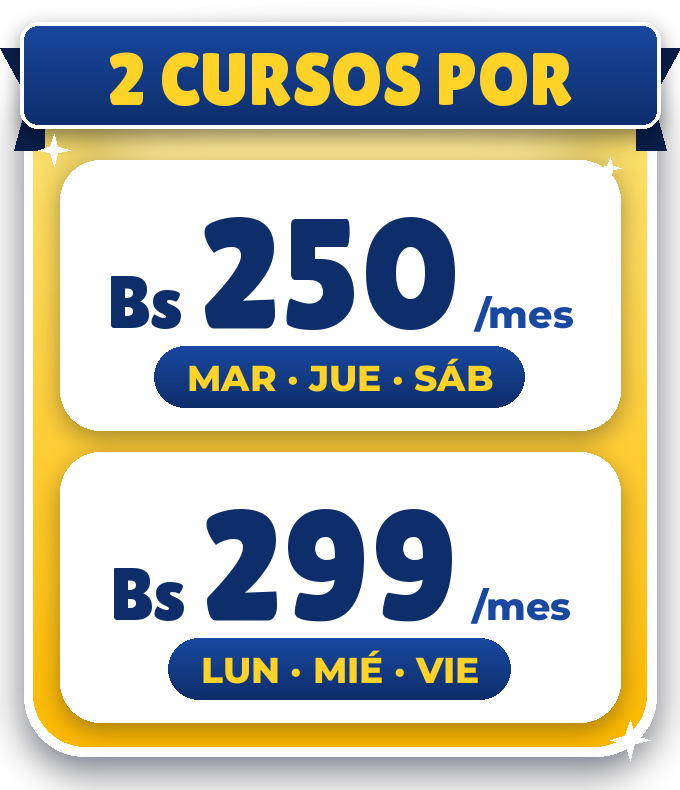 2 CURSOS POR
Bs 250 /mes
MAR · JUE · SÁB
Bs 299 /mes
LUN · MIÉ · VIE